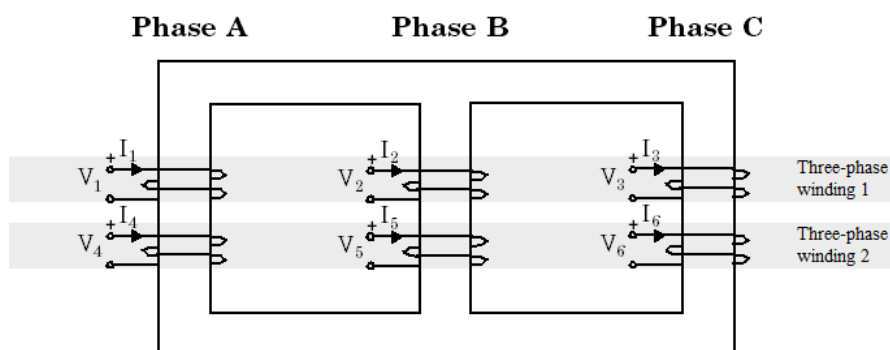 Phase A Phase B Phase C
+ I1 + I2 + I3
V1 V2 V3
Three-phase
winding 1
+ I4 + I5 + I6
V4 V5 V6
Three-phase
winding 2